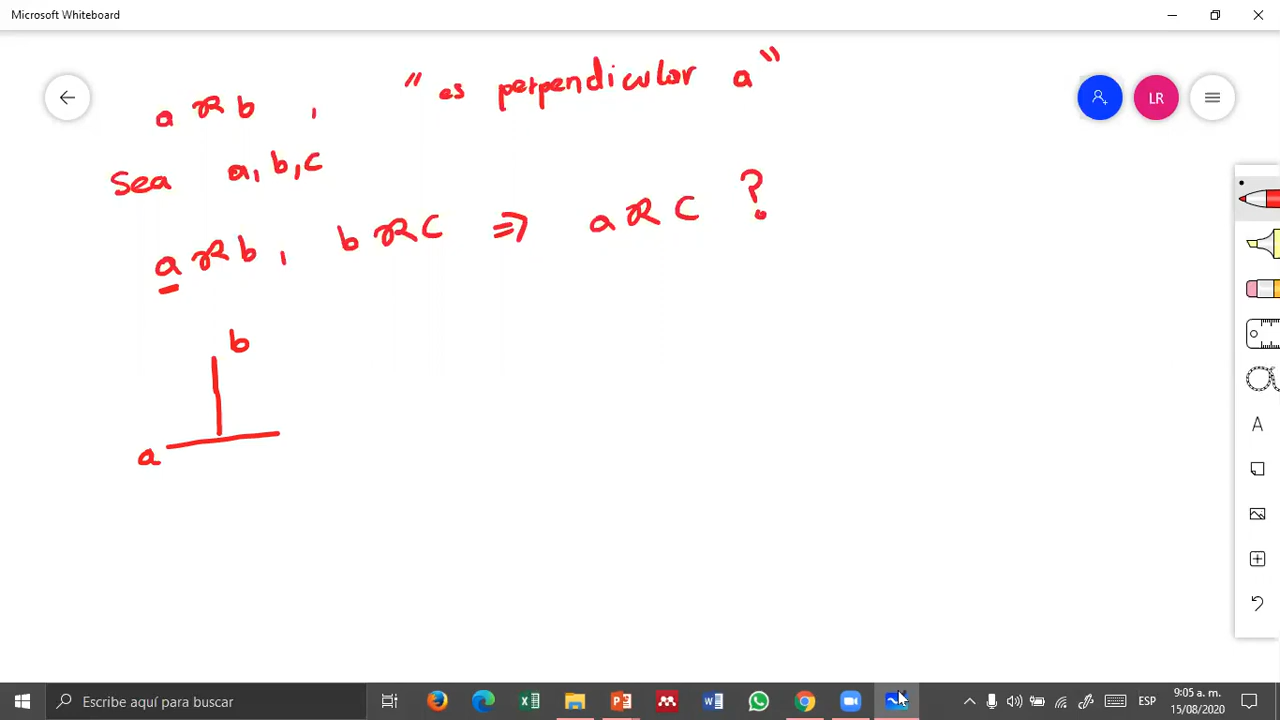 Microsoft Whiteboard
a R b , " es perpendicular a "
LR
Sea a, b, c
a R b , b R C ⇒ a R C ?
b
a
A
Escribe aquí para buscar
ESP
9:05 a. m.
15/08/2020